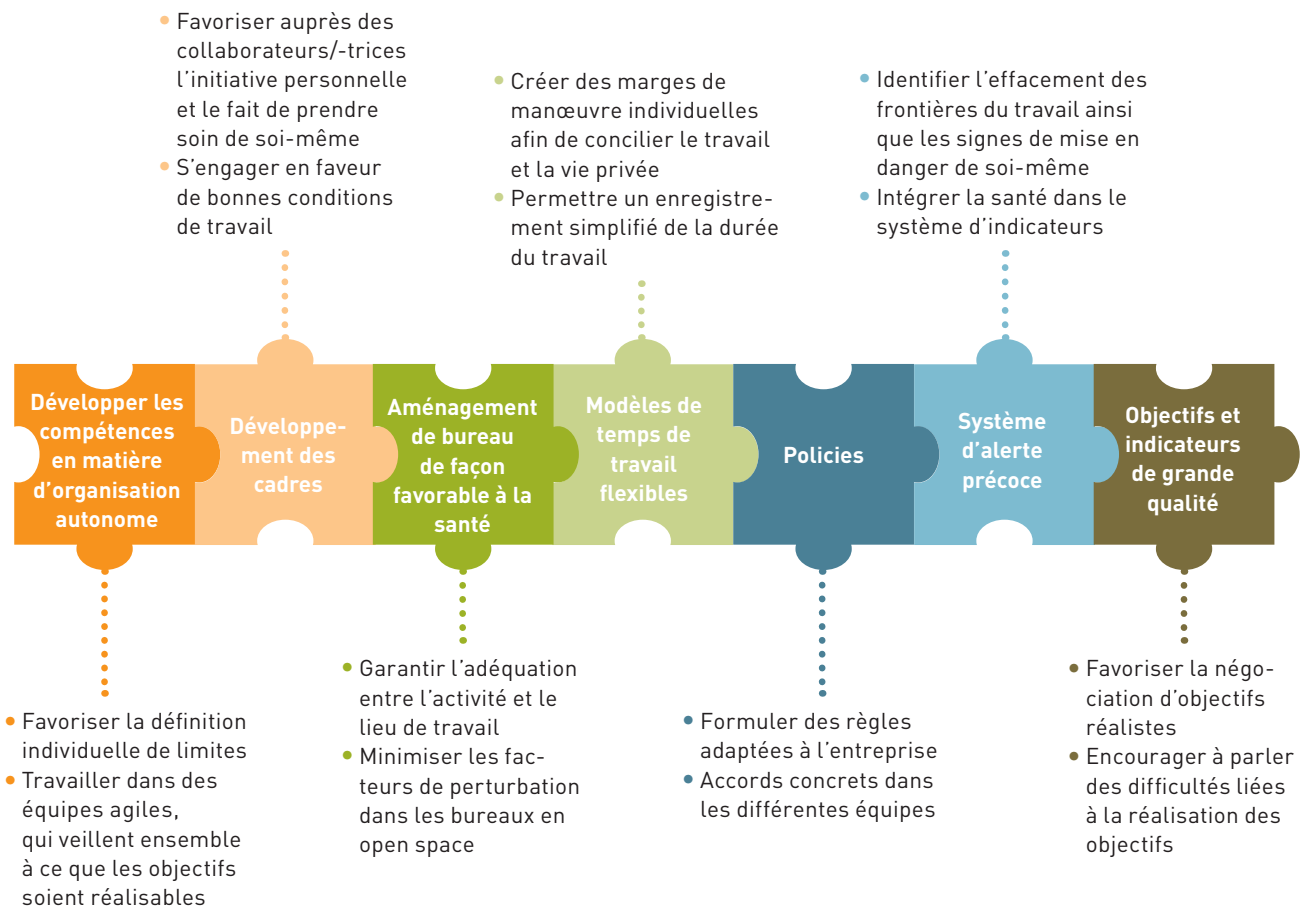 • Favoriser auprès des
collaborateurs/-trices
l’initiative personnelle
et le fait de prendre
soin de soi-même
• S’engager en faveur
de bonnes conditions
de travail
• Créer des marges de
manœuvre individuelles
afin de concilier le travail
et la vie privée
• Permettre un enregistre-
ment simplifié de la durée
du travail
• Identifier l’effacement des
frontières du travail ainsi
que les signes de mise en
danger de soi-même
• Intégrer la santé dans le
système d’indicateurs
Développer les
compétences
en matière
d’organisation
autonome
Développe-
ment des
cadres
Aménagement
de bureau
de façon
favorable à la
santé
Modèles de
temps de
travail
flexibles
Policies
Système
d’alerte
précoce
Objectifs et
indicateurs
de grande
qualité
• Favoriser la définition
individuelle de limites
• Travailler dans des
équipes agiles,
qui veillent ensemble
à ce que les objectifs
soient réalisables
• Garantir l’adéquation
entre l’activité et le
lieu de travail
• Minimiser les fac-
teurs de perturbation
dans les bureaux en
open space
• Formuler des règles
adaptées à l’entreprise
• Accords concrets dans
les différentes équipes
• Favoriser la négo-
ciation d’objectifs
réalistes
• Encourager à parler
des difficultés liées
à la réalisation des
objectifs